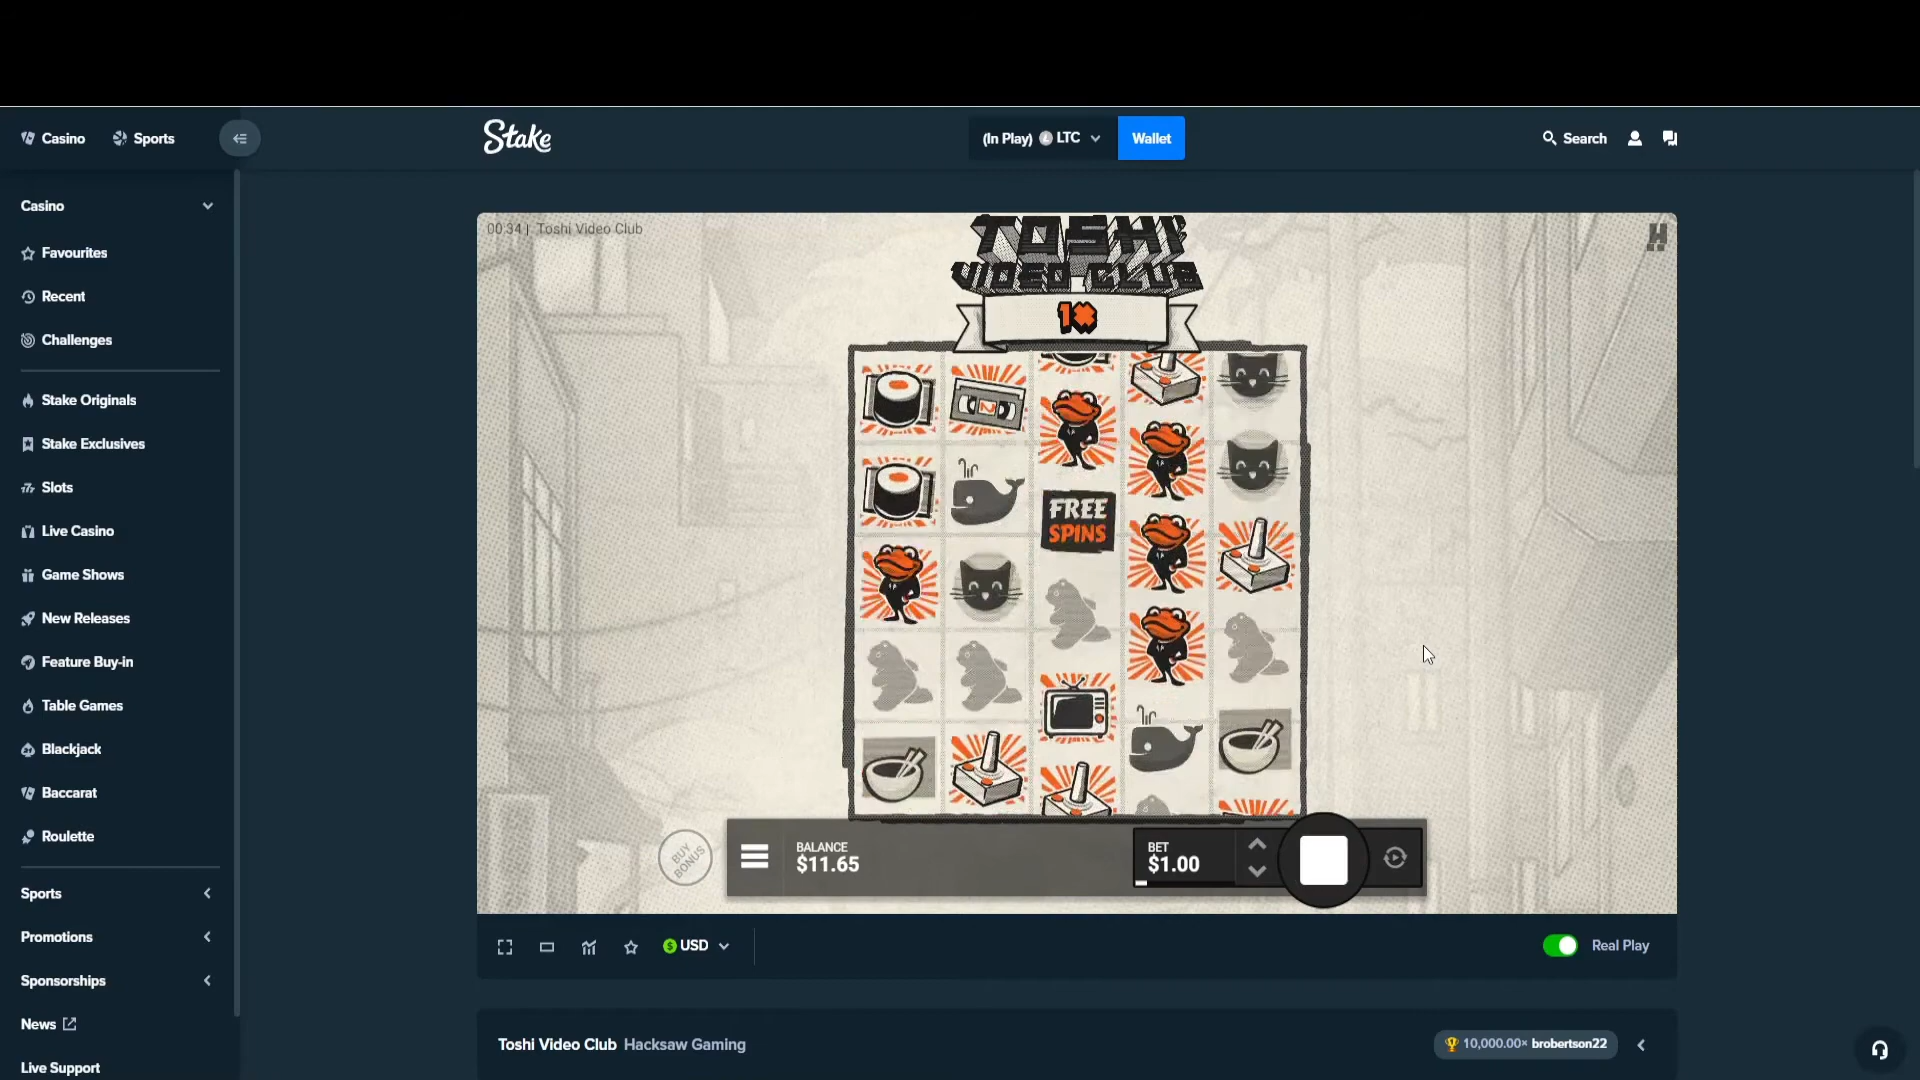 Casino
Sports
Stake
(In Play) LTC
Wallet
Search
Casino
Favourites
Recent
Challenges
Stake Originals
Stake Exclusives
Slots
Live Casino
Game Shows
New Releases
Feature Buy-in
Table Games
Blackjack
Baccarat
Roulette
Sports
Promotions
Sponsorships
News
Live Support
00:34 | Toshi Video Club
TOSHI
VIDEO CLUB
1X
FREE
SPINS
BUY
BONUS
BALANCE
$11.65
BET
$1.00
USD
Real Play
Toshi Video Club Hacksaw Gaming
10,000.00× brobertson22